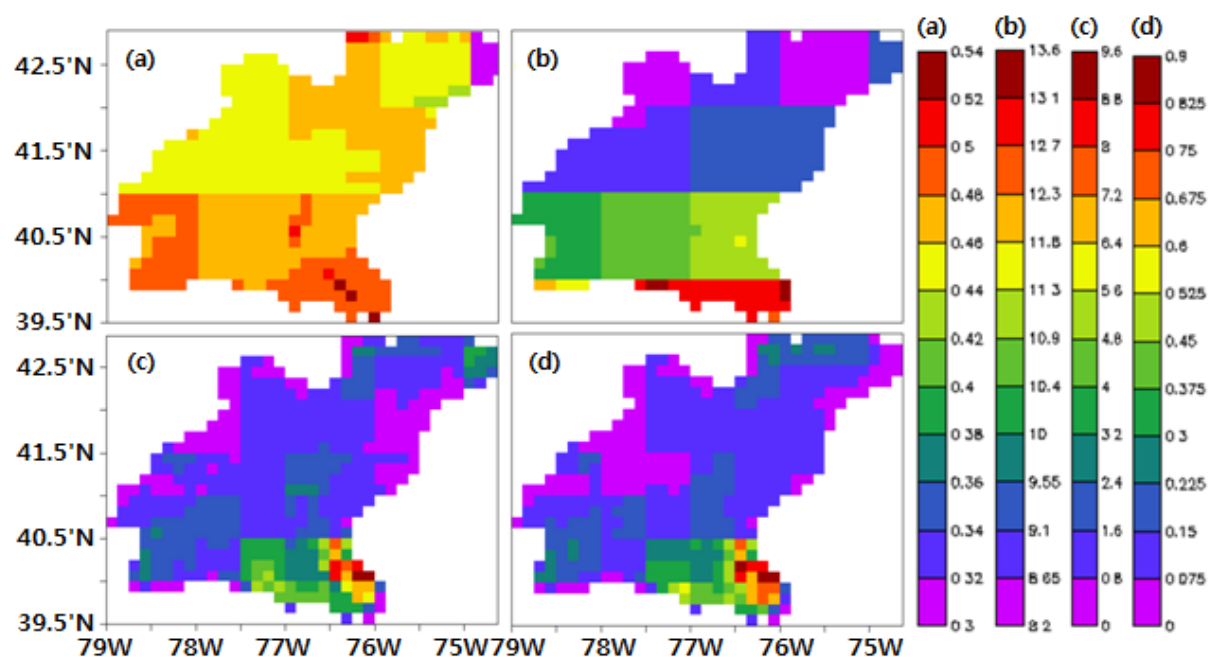 (a)
(b)
42.5'N
41.5'N
40.5'N
39.5'N
(c)
(d)
42.5'N
41.5'N
40.5'N
39.5'N
79W 78W 77W 76W 75W
79W 78W 77W 76W 75W
(a) (b) (c) (d)
0.54 13.6 9.6 0.9
0.52 13.1 8.8 0.825
0.5 12.7 8 0.75
0.48 12.3 7.2 0.675
0.46 11.8 6.4 0.6
0.44 11.3 5.6 0.525
0.42 10.9 4.8 0.45
0.4 10.4 4 0.375
0.38 10 3.2 0.3
0.36 9.55 2.4 0.225
0.34 9.1 1.6 0.15
0.32 8.65 0.8 0.075
0.3 8.2 0 0